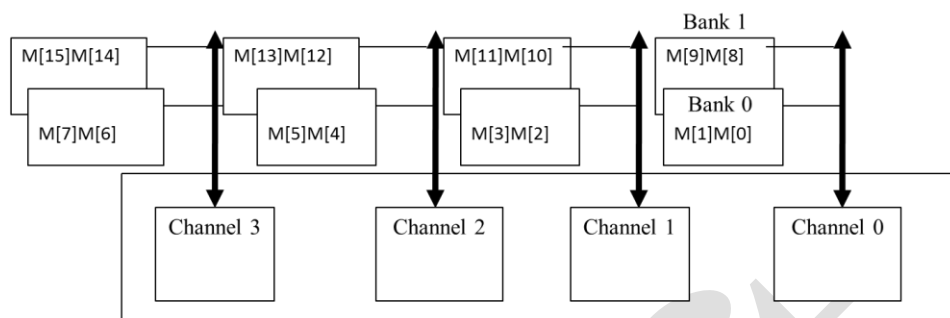 Bank 1
M[15]M[14] M[13]M[12] M[11]M[10] M[9]M[8]
Bank 0
M[7]M[6] M[5]M[4] M[3]M[2] M[1]M[0]
Channel 3 Channel 2 Channel 1 Channel 0